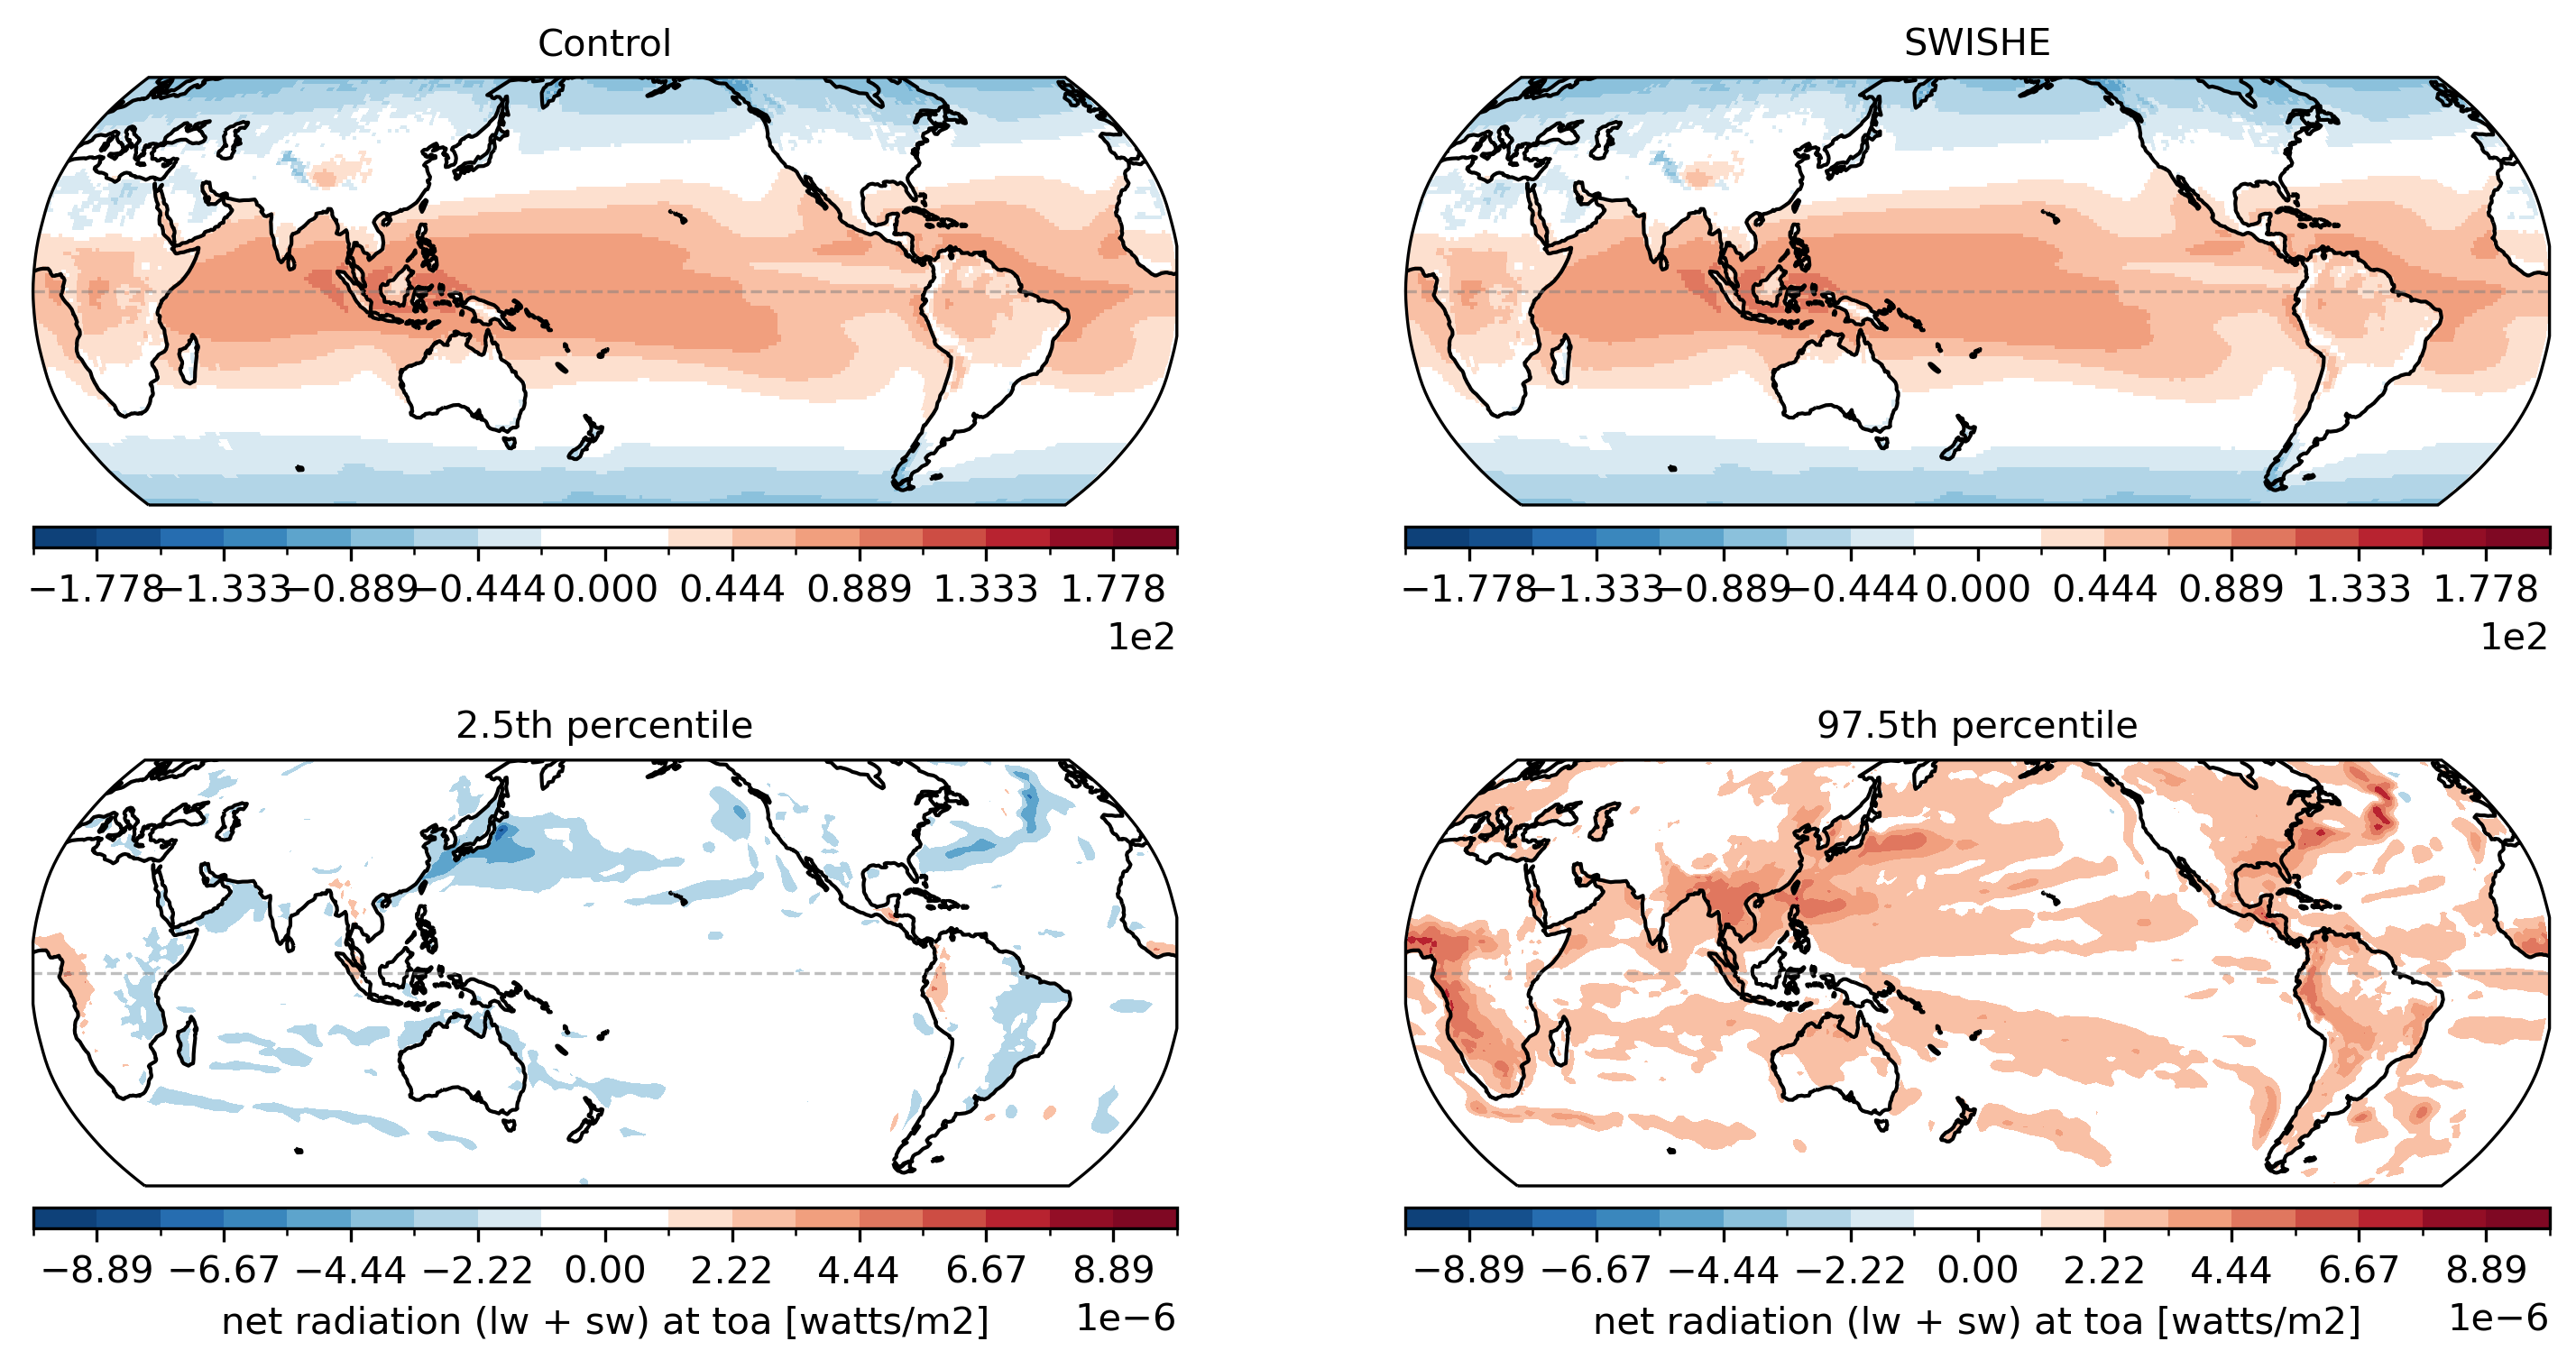 Control
SWISHE
−1.778 −1.333 −0.889 −0.444 0.000 0.444 0.889 1.333 1.778
1e2
−1.778 −1.333 −0.889 −0.444 0.000 0.444 0.889 1.333 1.778
1e2
2.5th percentile
97.5th percentile
−8.89 −6.67 −4.44 −2.22 0.00 2.22 4.44 6.67 8.89
net radiation (lw + sw) at toa [watts/m2]
1e−6
−8.89 −6.67 −4.44 −2.22 0.00 2.22 4.44 6.67 8.89
net radiation (lw + sw) at toa [watts/m2]
1e−6